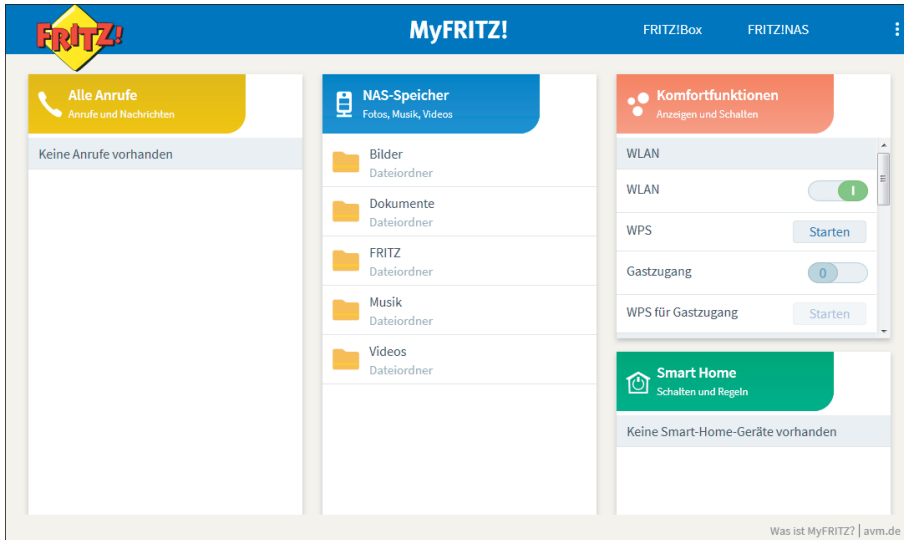 FRITZ!
MyFRITZ!
FRITZ!Box
FRITZ!NAS
Alle Anrufe
Anrufe und Nachrichten
Keine Anrufe vorhanden
NAS-Speicher
Fotos, Musik, Videos
Bilder
Dateiordner
Dokumente
Dateiordner
FRITZ
Dateiordner
Musik
Dateiordner
Videos
Dateiordner
Komfortfunktionen
Anzeigen und Schalten
WLAN
WLAN I
WPS Starten
Gastzugang 0
WPS für Gastzugang Starten
Smart Home
Schalten und Regeln
Keine Smart-Home-Geräte vorhanden
Was ist MyFRITZ? | avm.de